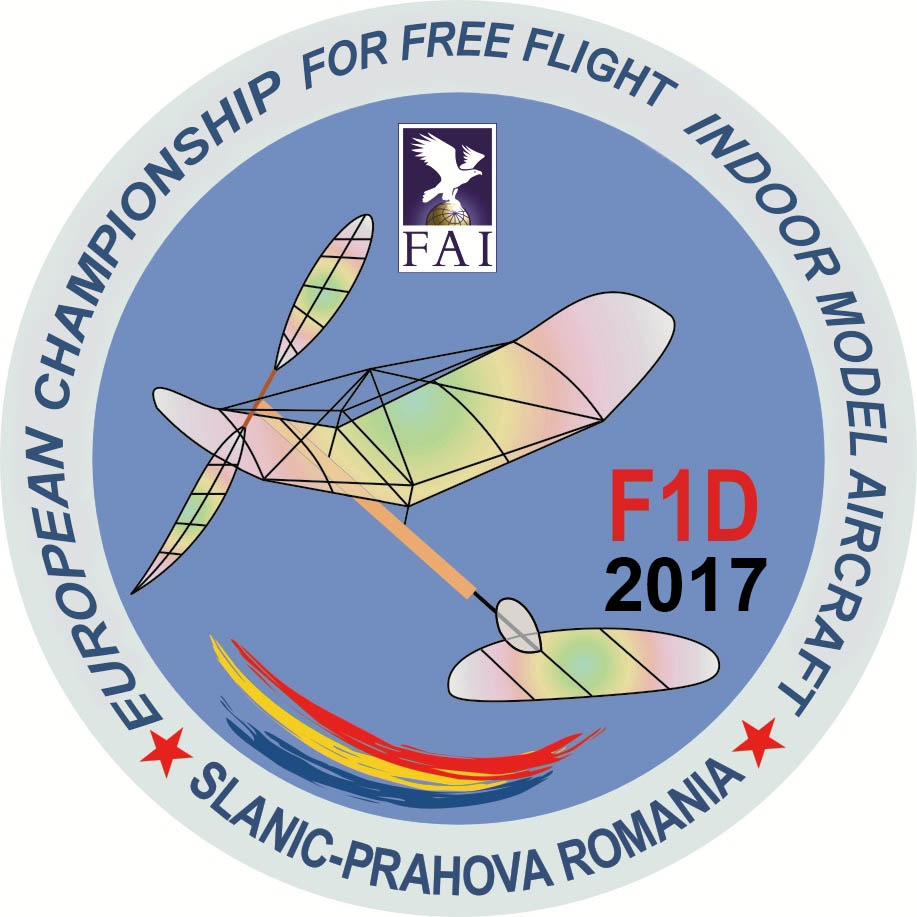 EUROPEAN CHAMPIONSHIP FOR FREE FLIGHT INDOOR MODEL AIRCRAFT
FAI
F1D
2017
SLANIC-PRAHOVA ROMANIA